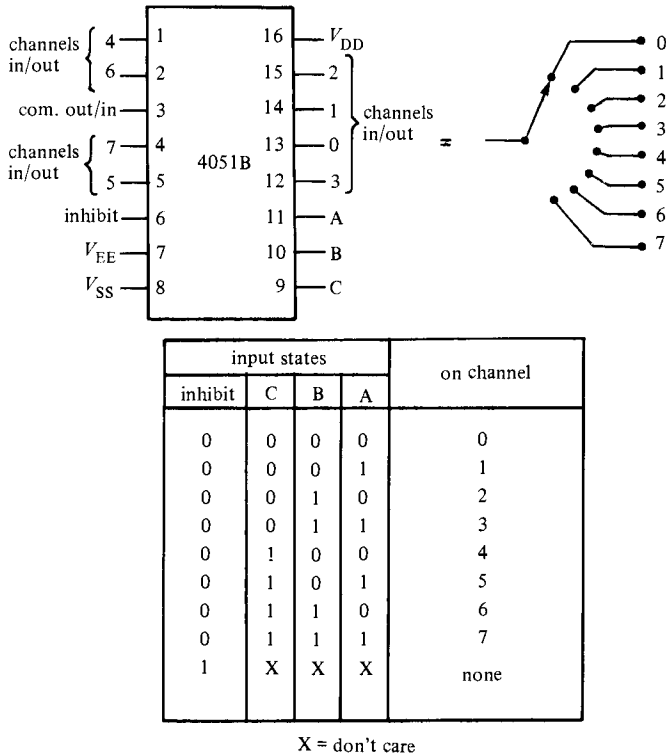 4 1 16 V_DD
channels in/out
6 2 15 2
com. out/in 3 14 1
channels in/out
channels in/out
7 4 13 0
4051B
=
5 5 12 3
inhibit 6 11 A
V_EE 7 10 B
V_SS 8 9 C
0
1
2
3
4
5
6
7
input states on channel
inhibit C B A
0 0 0 0 0
0 0 0 1 1
0 0 1 0 2
0 0 1 1 3
0 ! 0 0 4
0 1 0 1 5
0 1 1 0 6
0 1 1 1 7
1 X X X none
X = don't care